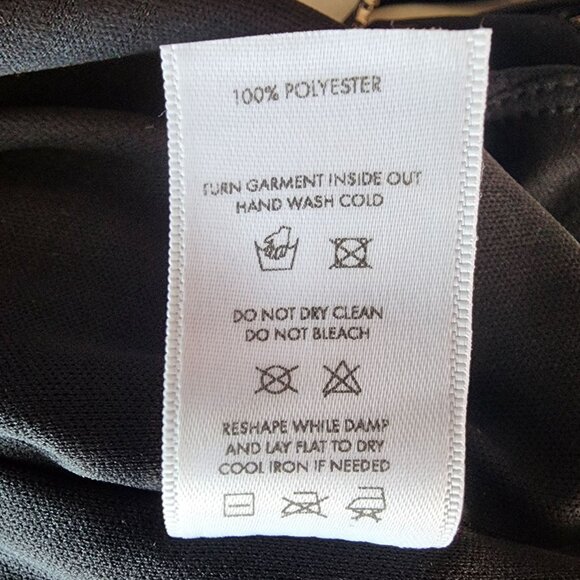 100% POLYESTER
TURN GARMENT INSIDE OUT
HAND WASH COLD
DO NOT DRY CLEAN
DO NOT BLEACH
RESHAPE WHILE DAMP
AND LAY FLAT TO DRY
COOL IRON IF NEEDED